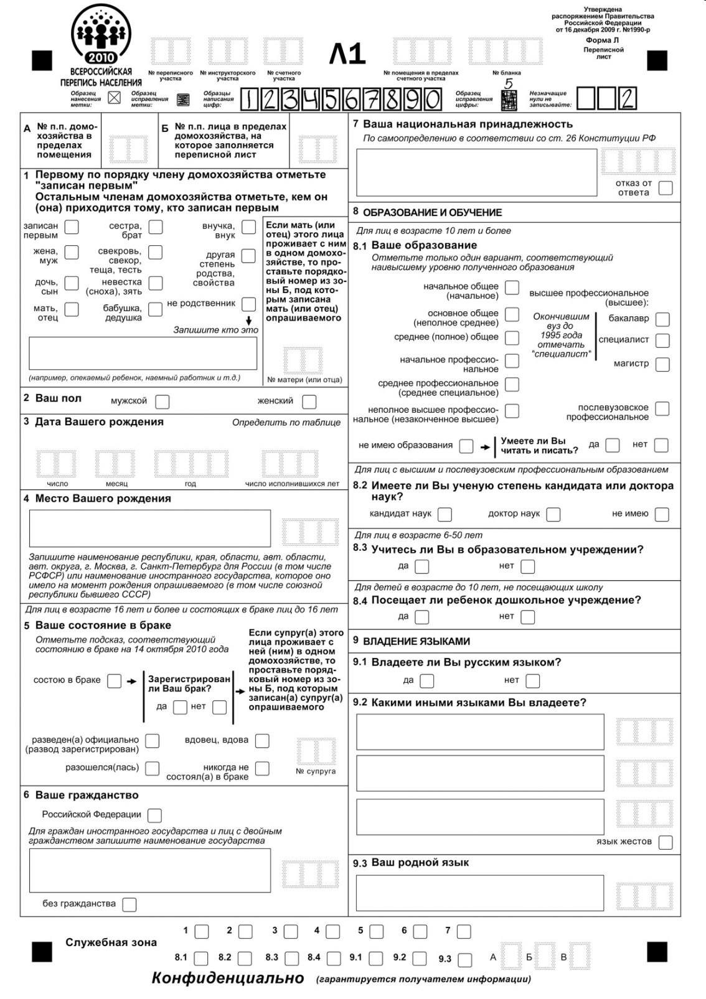 Утверждена
распоряжением Правительства
Российской Федерации
от 16 декабря 2009 г. №1990-р
Форма Л
Переписной
лист
2010
ВСЕРОССИЙСКАЯ
ПЕРЕПИСЬ НАСЕЛЕНИЯ
Л1
№ переписного
участка
№ инструкторского
участка
№ счетного
участка
№ помещения в пределах
счетного участка
№ бланка
Образец
нанесения
метки:
Образец
исправления
метки:
Образцы
написания
цифр:
1 2 3 4 5 6 7 8 9 0
Образец
исправления
цифры:
5
Незначащие
нули не
записывайте:
2
А № п.п. домо-
хозяйства в
пределах
помещения
Б № п.п. лица в пределах
домохозяйства, на
которое заполняется
переписной лист
1 Первому по порядку члену домохозяйства отметьте
"записан первым"
Остальным членам домохозяйства отметьте, кем он
(она) приходится тому, кто записан первым
записан
первым
жена,
муж
дочь,
сын
мать,
отец
сестра,
брат
свекровь,
свекор,
теща, тесть
невестка
(сноха), зять
бабушка,
дедушка
внучка,
внук
другая
степень
родства,
свойства
не родственник
Запишите кто это
(например, опекаемый ребенок, наемный работник и т.д.)
Если мать (или
отец) этого лица
проживает с ним
в одном домохо-
зяйстве, то про-
ставьте порядко-
вый номер из зо-
ны Б, под кото-
рым записана
мать (или отец)
опрашиваемого
№ матери (или отца)
2 Ваш пол
мужской
женский
3 Дата Вашего рождения
Определить по таблице
число
месяц
год
число исполнившихся лет
4 Место Вашего рождения
Запишите наименование республики, края, области, авт. области,
авт. округа, г. Москва, г. Санкт-Петербург для России (в том числе
РСФСР) или наименование иностранного государства, которое оно
имело на момент рождения опрашиваемого (в том числе союзной
республики бывшего СССР)
Для лиц в возрасте 16 лет и более и состоящих в браке лиц до 16 лет
5 Ваше состояние в браке
Отметьте подсказ, соответствующий
состоянию в браке на 14 октября 2010 года
состою в браке
Зарегистрирован
ли Ваш брак?
да
нет
Если супруг(а) этого
лица проживает с
ней (ним) в одном
домохозяйстве, то
проставьте поряд-
ковый номер из зо-
ны Б, под которым
записан(а) супруг(а)
опрашиваемого
разведен(а) официально
(развод зарегистрирован)
вдовец, вдова
разошелся(лась)
никогда не
состоял(а) в браке
№ супруга
6 Ваше гражданство
Российской Федерации
Для граждан иностранного государства и лиц с двойным
гражданством запишите наименование государства
без гражданства
7 Ваша национальная принадлежность
По самоопределению в соответствии со ст. 26 Конституции РФ
отказ от
ответа
8 ОБРАЗОВАНИЕ И ОБУЧЕНИЕ
Для лиц в возрасте 10 лет и более
8.1 Ваше образование
Отметьте только один вариант, соответствующий
наивысшему уровню полученного образования
начальное общее
(начальное)
основное общее
(неполное среднее)
среднее (полное) общее
начальное профессио-
нальное
среднее профессиональное
(среднее специальное)
неполное высшее профессио-
нальное (незаконченное высшее)
высшее профессиональное
(высшее):
Окончившим
вуз до
1995 года
отмечать
"специалист"
бакалавр
специалист
магистр
послевузовское
профессиональное
не имею образования
Умеете ли Вы
читать и писать?
да
нет
Для лиц с высшим и послевузовским профессиональным образованием
8.2 Имеете ли Вы ученую степень кандидата или доктора
наук?
кандидат наук
доктор наук
не имею
Для лиц в возрасте 6-50 лет
8.3 Учитесь ли Вы в образовательном учреждении?
да
нет
Для детей в возрасте до 10 лет, не посещающих школу
8.4 Посещает ли ребенок дошкольное учреждение?
да
нет
9 ВЛАДЕНИЕ ЯЗЫКАМИ
9.1 Владеете ли Вы русским языком?
да
нет
9.2 Какими иными языками Вы владеете?
язык жестов
9.3 Ваш родной язык
Служебная зона
1 2 3 4 5 6 7
8.1 8.2 8.3 8.4 9.1 9.2 9.3 А Б В
Конфиденциально (гарантируется получателем информации)